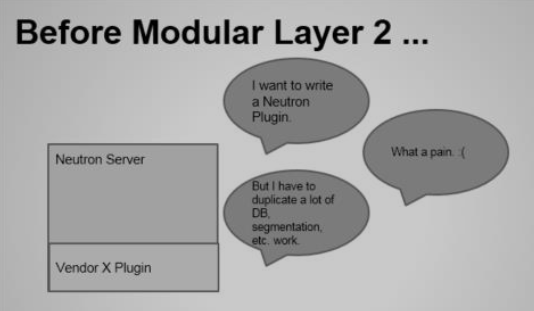 Before Modular Layer 2 ...
I want to write
a Neutron
Plugin.
What a pain. :(
Neutron Server
But I have to
duplicate a lot of
DB,
segmentation,
etc. work.
Vendor X Plugin